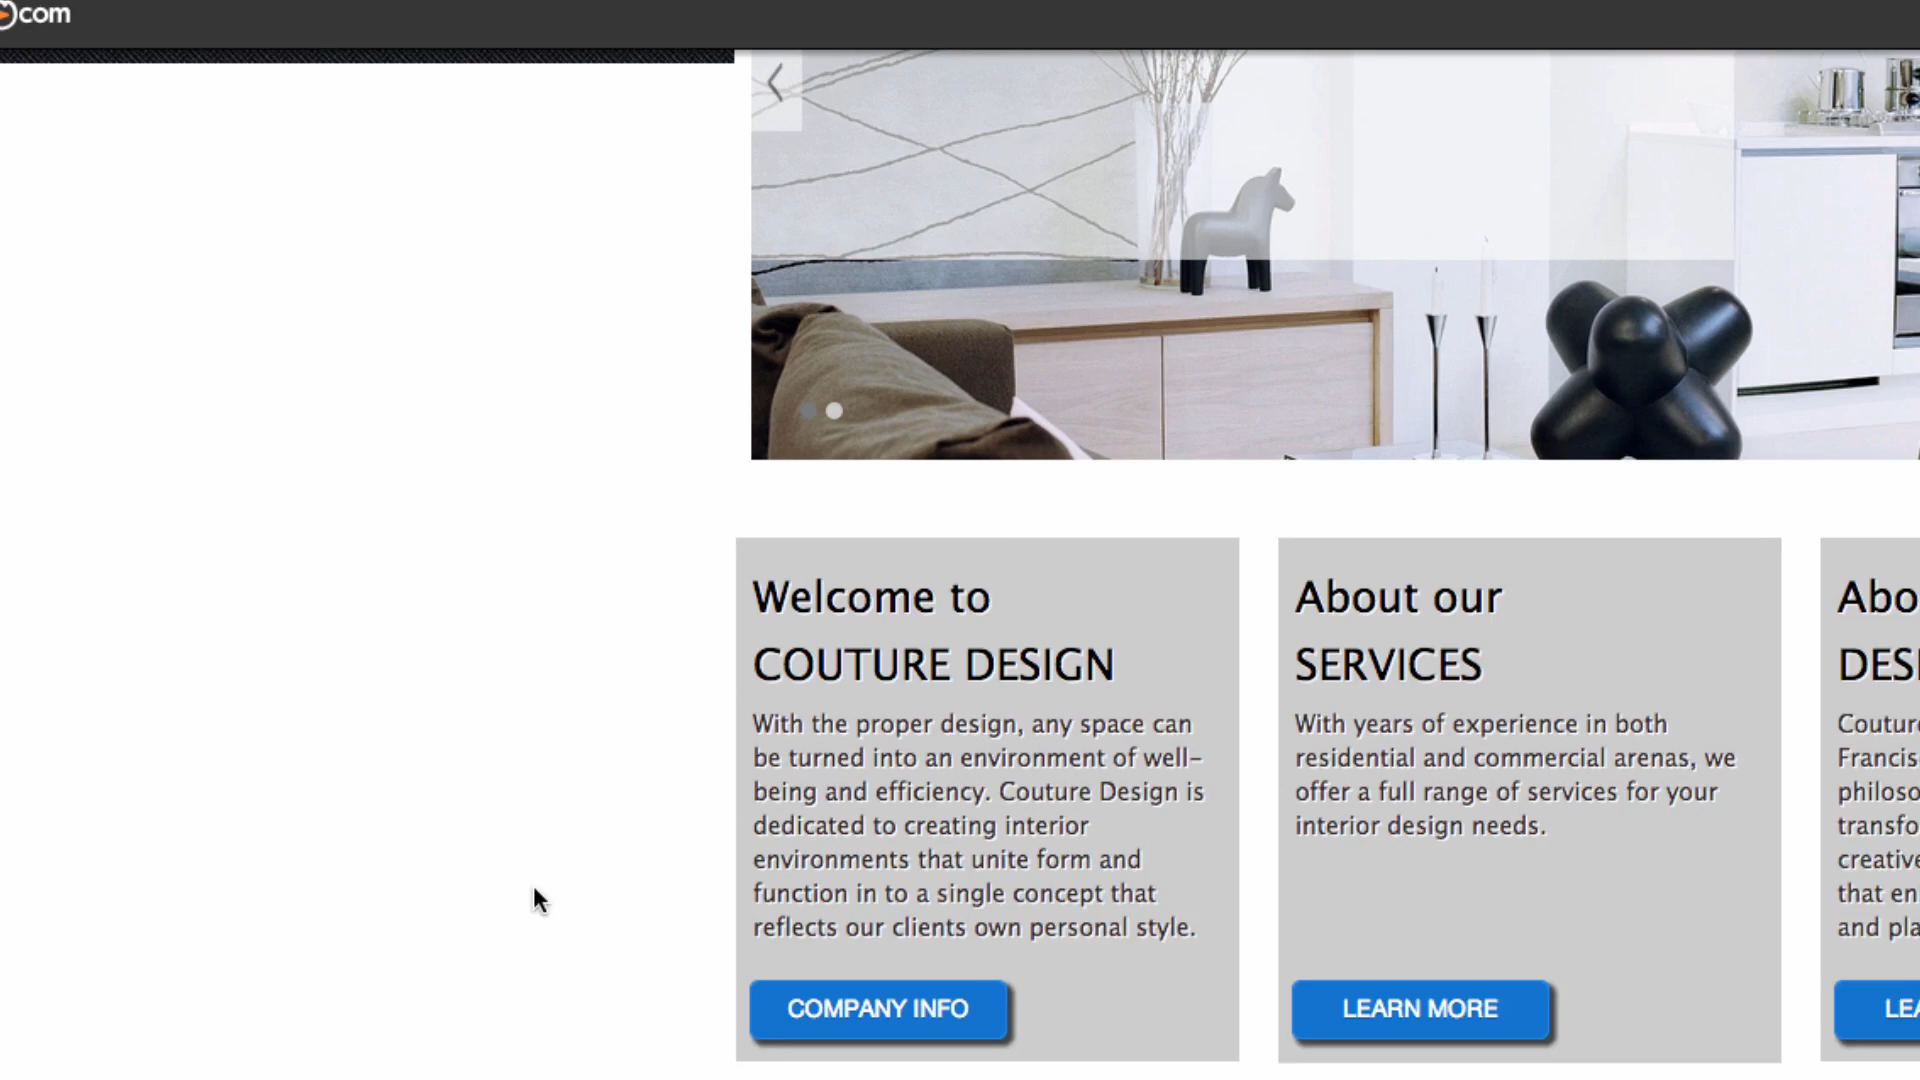 com
Welcome to
COUTURE DESIGN
With the proper design, any space can
be turned into an environment of well-
being and efficiency. Couture Design is
dedicated to creating interior
environments that unite form and
function in to a single concept that
reflects our clients own personal style.
COMPANY INFO
About our
SERVICES
With years of experience in both
residential and commercial arenas, we
offer a full range of services for your
interior design needs.
LEARN MORE
and